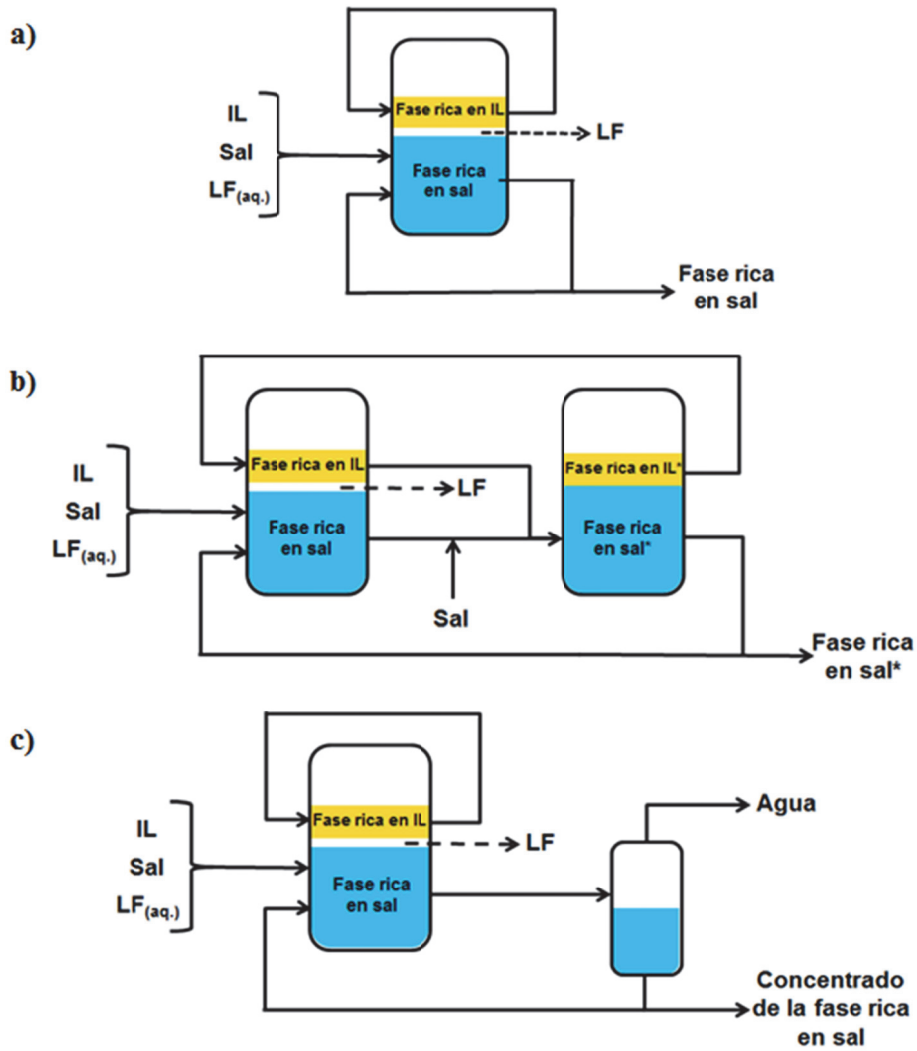 a)
Fase rica en IL
IL
LF
Sal
Fase rica
en sal
LF(aq.)
Fase rica
en sal
b)
Fase rica en IL
Fase rica en IL*
IL
LF
Sal
Fase rica
en sal
Fase rica
en sal*
LF(aq.)
Sal
Fase rica
en sal*
c)
Agua
Fase rica en IL
IL
LF
Sal
Fase rica
en sal
LF(aq.)
Concentrado
de la fase rica
en sal